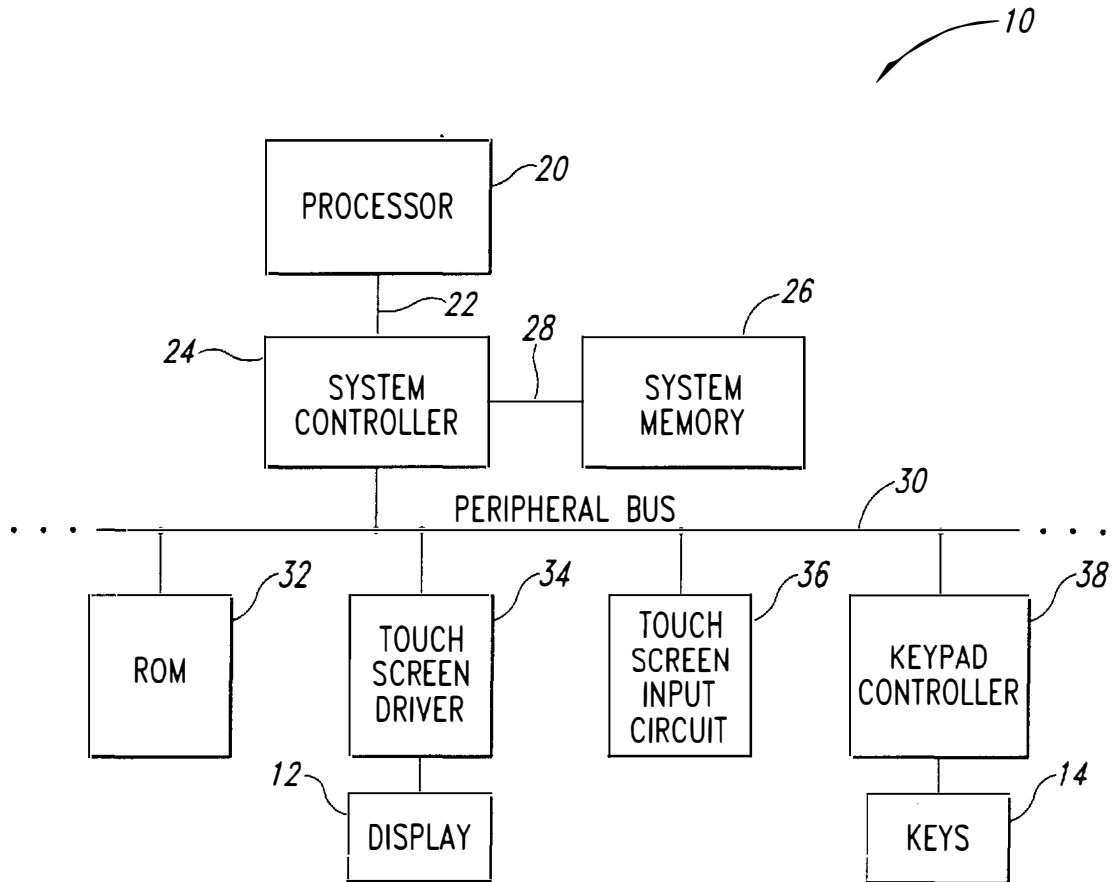 10
PROCESSOR
20
22
24
SYSTEM
CONTROLLER
28
SYSTEM
MEMORY
26
PERIPHERAL BUS
30
ROM
32
TOUCH
SCREEN
DRIVER
34
TOUCH
SCREEN
INPUT
CIRCUIT
36
KEYPAD
CONTROLLER
38
12
DISPLAY
KEYS
14